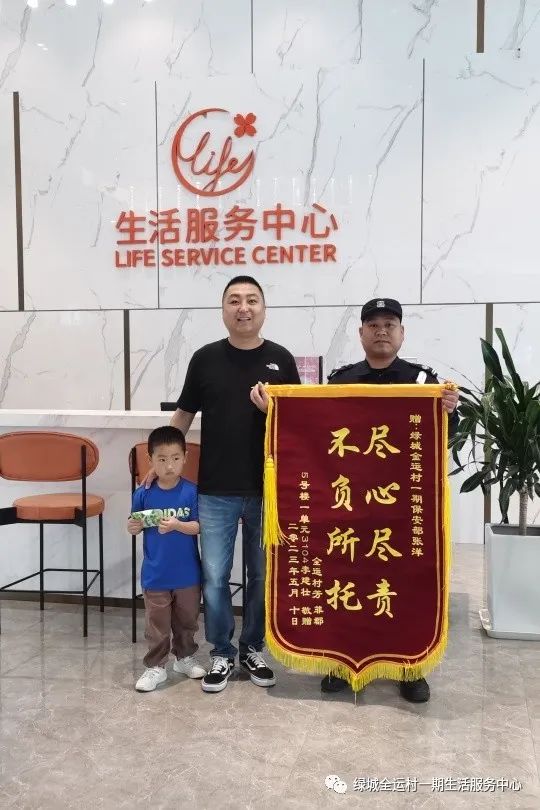 life
生活服务中心
LIFE SERVICE CENTER
THE
NORTH
FACE
adidas
赠:绿城全运村一期保安部张洋
尽心尽责
不负所托
全运村芳菲郡
5号楼一单元3104李建壮 敬赠
二零二三年五月十日
绿城全运村一期生活服务中心